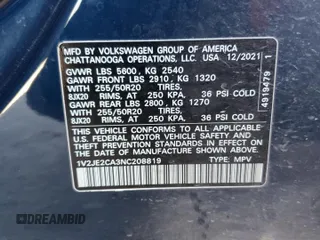 MFD. BY VOLKSWAGEN GROUP OF AMERICA
CHATTANOOGA OPERATIONS, LLC. USA 12/2021
GVWR LBS 5600, KG 2540
GAWR FRONT LBS 2910, KG 1320
WITH 255/50R20 TIRES,
8JX20 RIMS, AT 250 KPA, 36 PSI COLD
GAWR REAR LBS 2800, KG 1270
WITH 255/50R20 TIRES,
8JX20 RIMS, AT 250 KPA, 36 PSI COLD
THIS VEHICLE CONFORMS TO ALL APPLICABLE
FEDERAL MOTOR VEHICLE SAFETY AND
THEFT PREVENTION STANDARDS IN EFFECT
ON THE DATE OF MANUFACTURE SHOWN ABOVE.
1V2JE2CA3NC208819 TYPE: MPV
4919479 1
DREAMBID